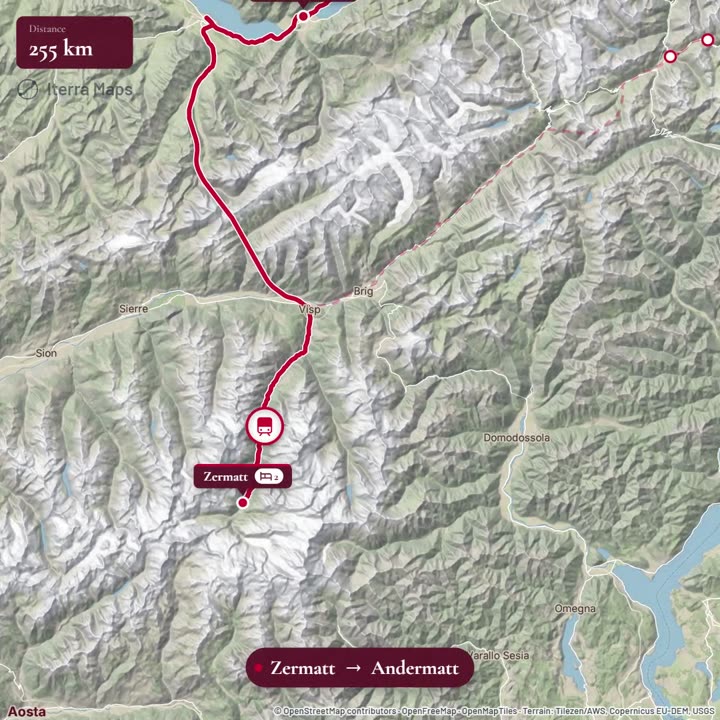 Distance
255 km
Iterra Maps
Brig
Visp
Sierre
Sion
Domodossola
Zermatt 2
Omegna
Varallo Sesia
Zermatt → Andermatt
Aosta
© OpenStreetMap contributors · OpenFreeMap · OpenMapTiles · Terrain: Tilezen/AWS, Copernicus EU-DEM, USGS